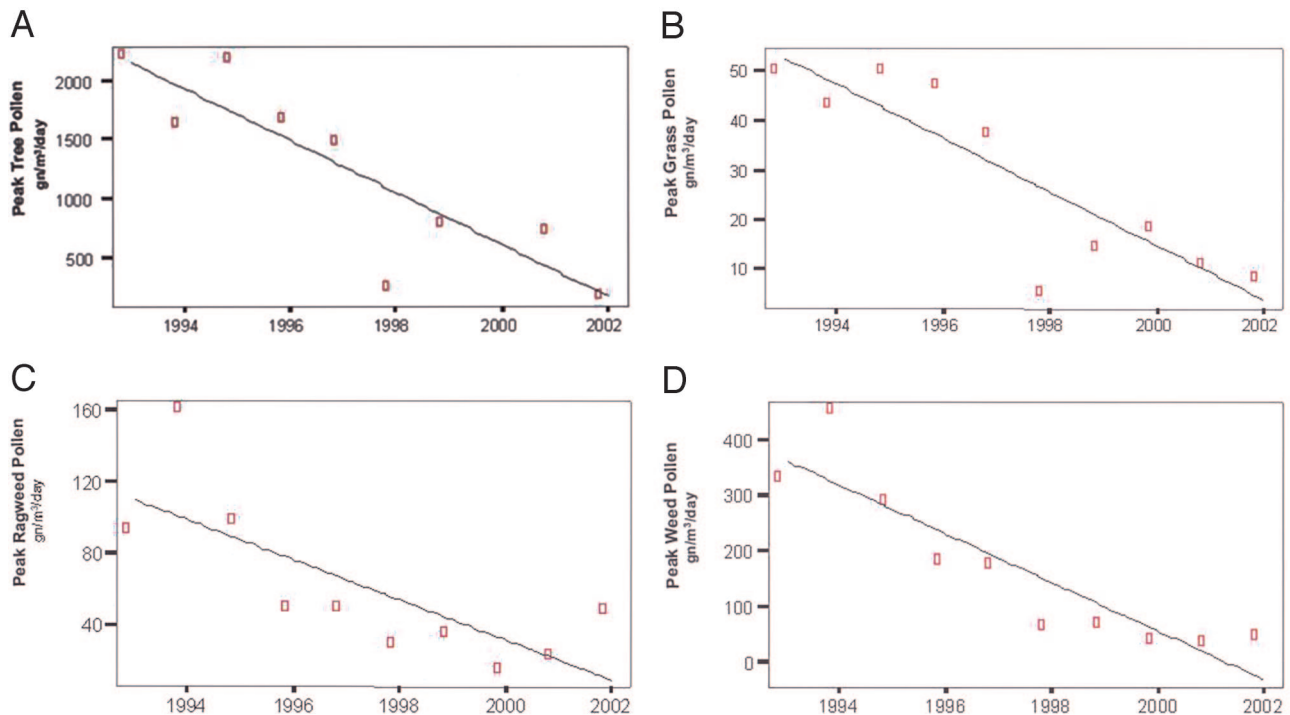 A
Peak Tree Pollen
gn/m³/day
2000
1500
1000
500
1994 1996 1998 2000 2002
B
Peak Grass Pollen
gn/m³/day
50
40
30
20
10
1994 1996 1998 2000 2002
C
Peak Ragweed Pollen
gn/m³/day
160
120
80
40
1994 1996 1998 2000 2002
D
Peak Weed Pollen
gn/m³/day
400
300
200
100
0
1994 1996 1998 2000 2002